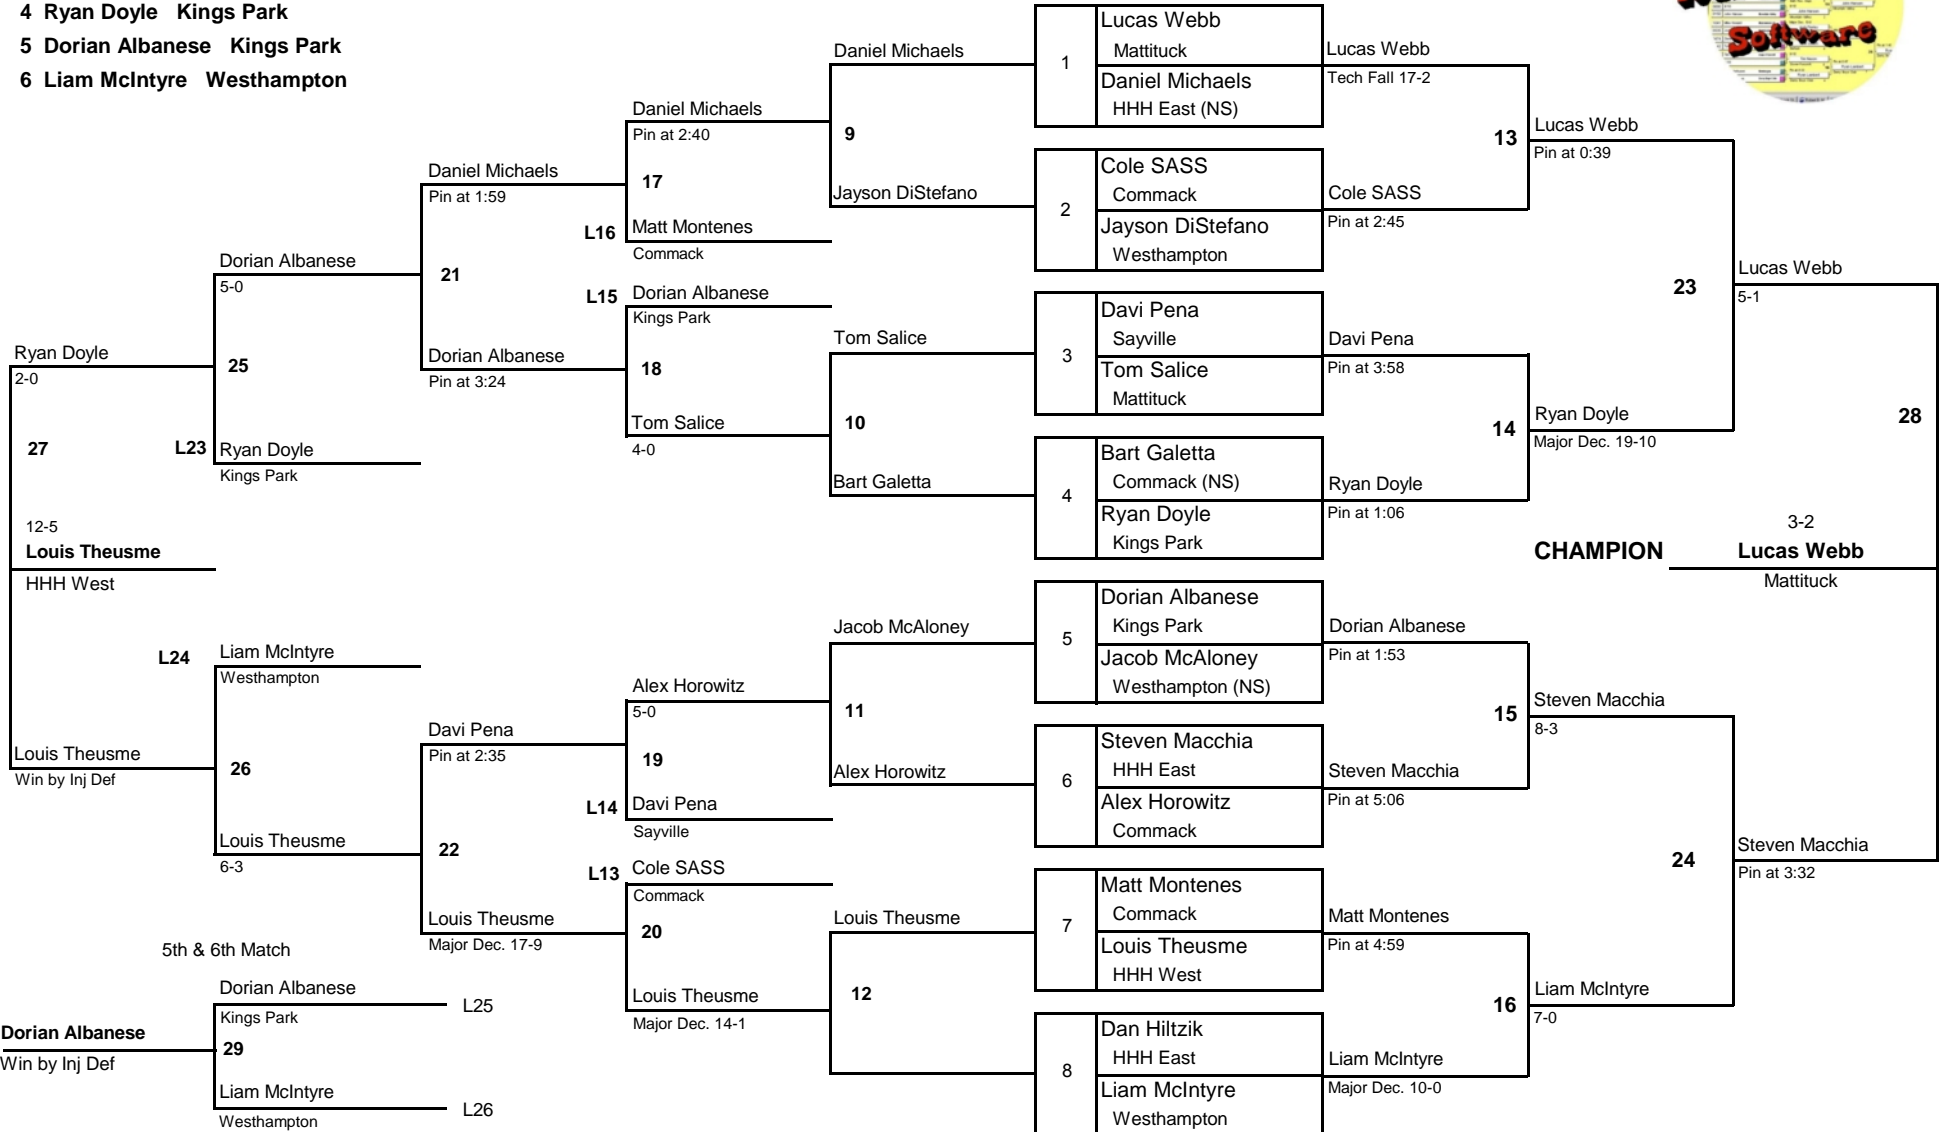 4 Ryan Doyle Kings Park
5 Dorian Albanese Kings Park
6 Liam McIntyre Westhampton
Software
Daniel Michaels
Jayson DiStefano
9
Daniel Michaels
Pin at 2:40
17
L16
Matt Montenes
Commack
Daniel Michaels
Pin at 1:59
21
Dorian Albanese
Pin at 3:24
L15
Dorian Albanese
Kings Park
18
Tom Salice
4-0
Tom Salice
10
Bart Galetta
Dorian Albanese
5-0
25
L23
Ryan Doyle
Kings Park
Ryan Doyle
2-0
27
12-5
Louis Theusme
HHH West
L24
Liam McIntyre
Westhampton
26
Louis Theusme
Win by Inj Def
Louis Theusme
6-3
Davi Pena
Pin at 2:35
22
Louis Theusme
Major Dec. 17-9
Alex Horowitz
5-0
19
L14
Davi Pena
Sayville
L13
Cole SASS
Commack
20
Louis Theusme
Major Dec. 14-1
Jacob McAloney
11
Alex Horowitz
Louis Theusme
12
5th & 6th Match
Dorian Albanese
Kings Park
L25
Dorian Albanese
Win by Inj Def
29
Liam McIntyre
Westhampton
L26
1
Lucas Webb
Mattituck
Daniel Michaels
HHH East (NS)
2
Cole SASS
Commack
Jayson DiStefano
Westhampton
3
Davi Pena
Sayville
Tom Salice
Mattituck
4
Bart Galetta
Commack (NS)
Ryan Doyle
Kings Park
5
Dorian Albanese
Kings Park
Jacob McAloney
Westhampton (NS)
6
Steven Macchia
HHH East
Alex Horowitz
Commack
7
Matt Montenes
Commack
Louis Theusme
HHH West
8
Dan Hiltzik
HHH East
Liam McIntyre
Westhampton
Lucas Webb
Tech Fall 17-2
13
Cole SASS
Pin at 2:45
Davi Pena
Pin at 3:58
14
Ryan Doyle
Pin at 1:06
Dorian Albanese
Pin at 1:53
15
Steven Macchia
Pin at 5:06
Matt Montenes
Pin at 4:59
16
Liam McIntyre
Major Dec. 10-0
Lucas Webb
Pin at 0:39
23
Ryan Doyle
Major Dec. 19-10
Steven Macchia
8-3
24
Liam McIntyre
7-0
Lucas Webb
5-1
28
Steven Macchia
Pin at 3:32
3-2
CHAMPION Lucas Webb
Mattituck